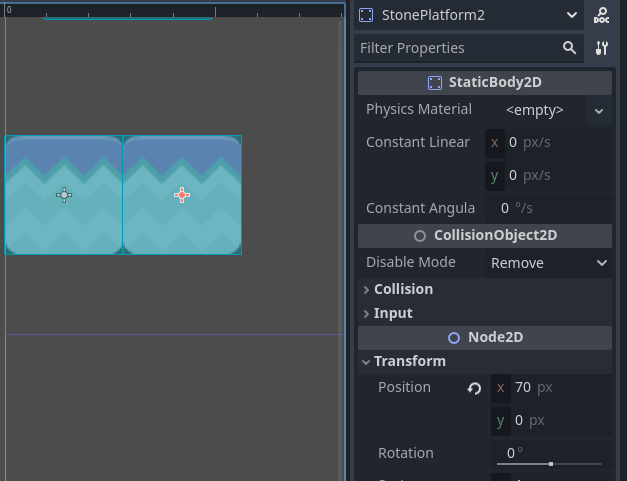 0
StonePlatform2
DOC
Filter Properties
StaticBody2D
Physics Material <empty>
Constant Linear x 0 px/s
y 0 px/s
Constant Angula 0 °/s
CollisionObject2D
Disable Mode Remove
Collision
Input
Node2D
Transform
Position x 70 px
y 0 px
Rotation 0 °